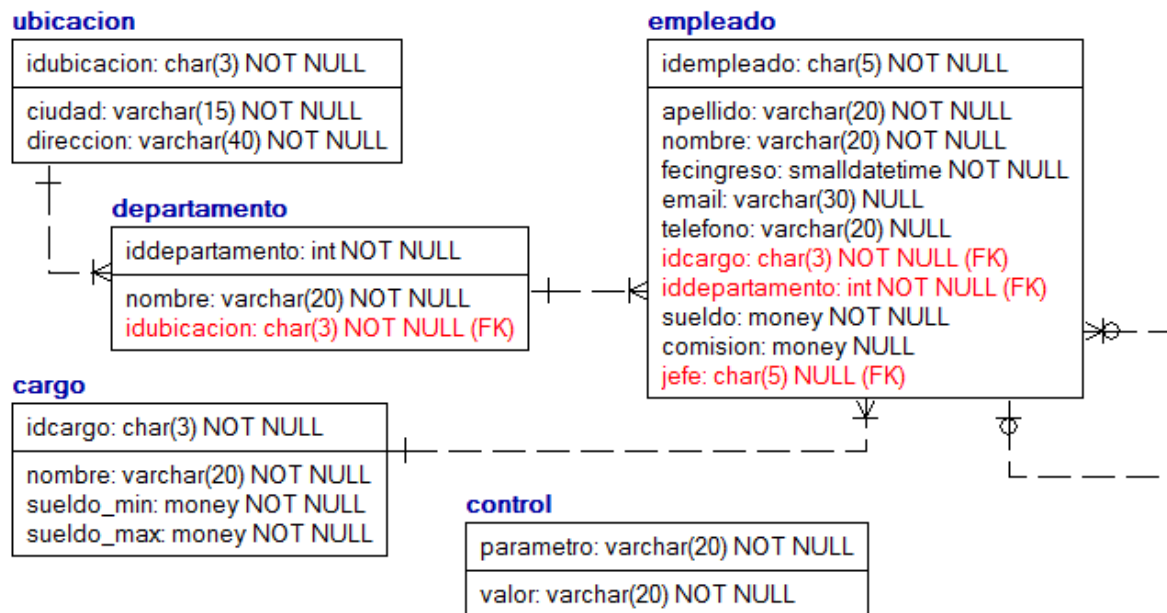 ubicacion
idubicacion: char(3) NOT NULL
ciudad: varchar(15) NOT NULL
direccion: varchar(40) NOT NULL
departamento
iddepartamento: int NOT NULL
nombre: varchar(20) NOT NULL
idubicacion: char(3) NOT NULL (FK)
empleado
idempleado: char(5) NOT NULL
apellido: varchar(20) NOT NULL
nombre: varchar(20) NOT NULL
fecingreso: smalldatetime NOT NULL
email: varchar(30) NULL
telefono: varchar(20) NULL
idcargo: char(3) NOT NULL (FK)
iddepartamento: int NOT NULL (FK)
sueldo: money NOT NULL
comision: money NULL
jefe: char(5) NULL (FK)
cargo
idcargo: char(3) NOT NULL
nombre: varchar(20) NOT NULL
sueldo_min: money NOT NULL
sueldo_max: money NOT NULL
control
parametro: varchar(20) NOT NULL
valor: varchar(20) NOT NULL